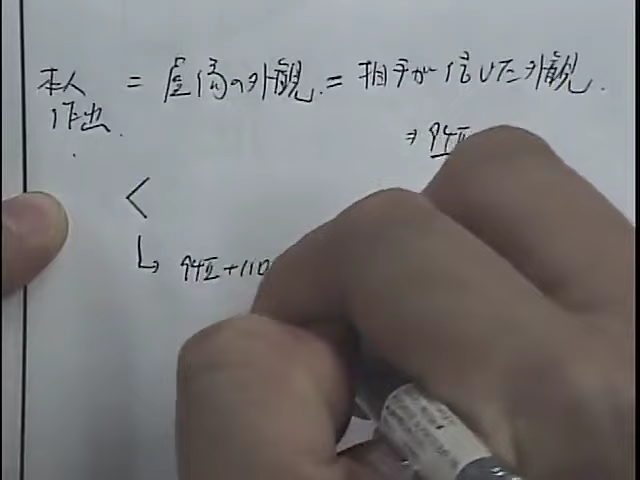 本人 = 虚偽の外観. = 相手が信じた外観.
作出.
⇒ 94Ⅱ
<
↳ 94Ⅱ+110